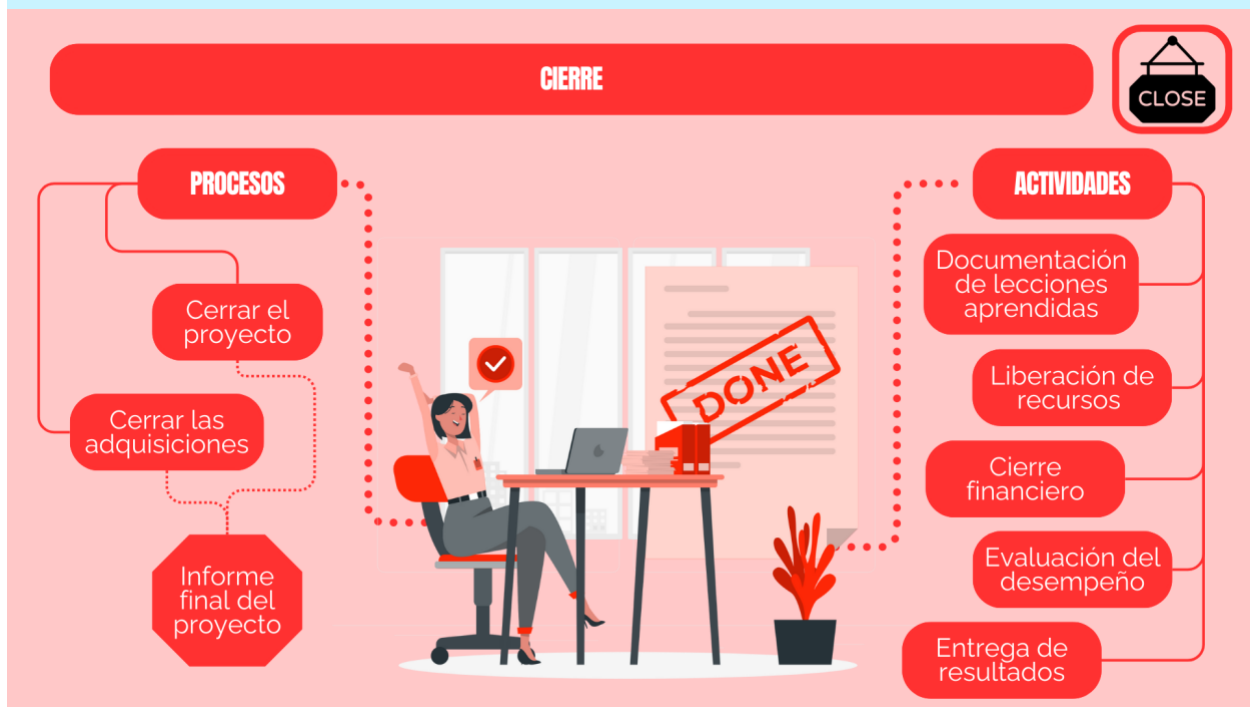 CIERRE
CLOSE
PROCESOS
Cerrar el
proyecto
Cerrar las
adquisiciones
Informe
final del
proyecto
DONE
ACTIVIDADES
Documentación
de lecciones
aprendidas
Liberación de
recursos
Cierre
financiero
Evaluación del
desempeño
Entrega de
resultados